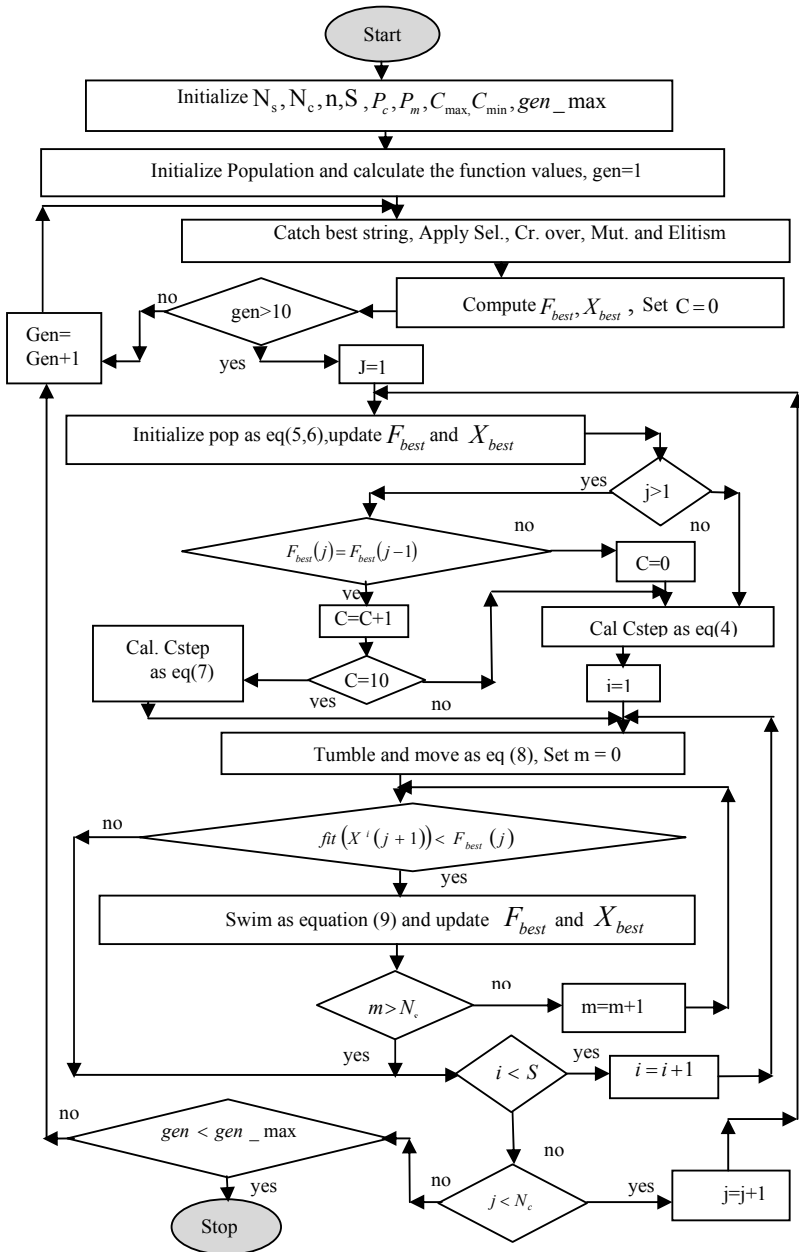 Start
Initialize N_s, N_c, n, S, P_c, P_m, C_max, C_min, gen_max
Initialize Population and calculate the function values, gen=1
Catch best string, Apply Sel., Cr. over, Mut. and Elitism
no
gen>10
Compute F_best, X_best, Set C=0
Gen=
Gen+1
yes
J=1
Initialize pop as eq(5,6),update F_best and X_best
yes
j>1
no
no
F_best(j)=F_best(j−1)
C=0
C=C+1
Cal Cstep as eq(4)
Cal. Cstep
as eq(7)
C=10
yes
no
i=1
Tumble and move as eq (8), Set m = 0
no
fit(X^i(j+1))< F_best (j)
yes
Swim as equation (9) and update F_best and X_best
no
m>N_s
m=m+1
yes
yes
i < S
i = i+1
no
gen < gen_max
no
no
yes
j< N_c
yes
j=j+1
Stop